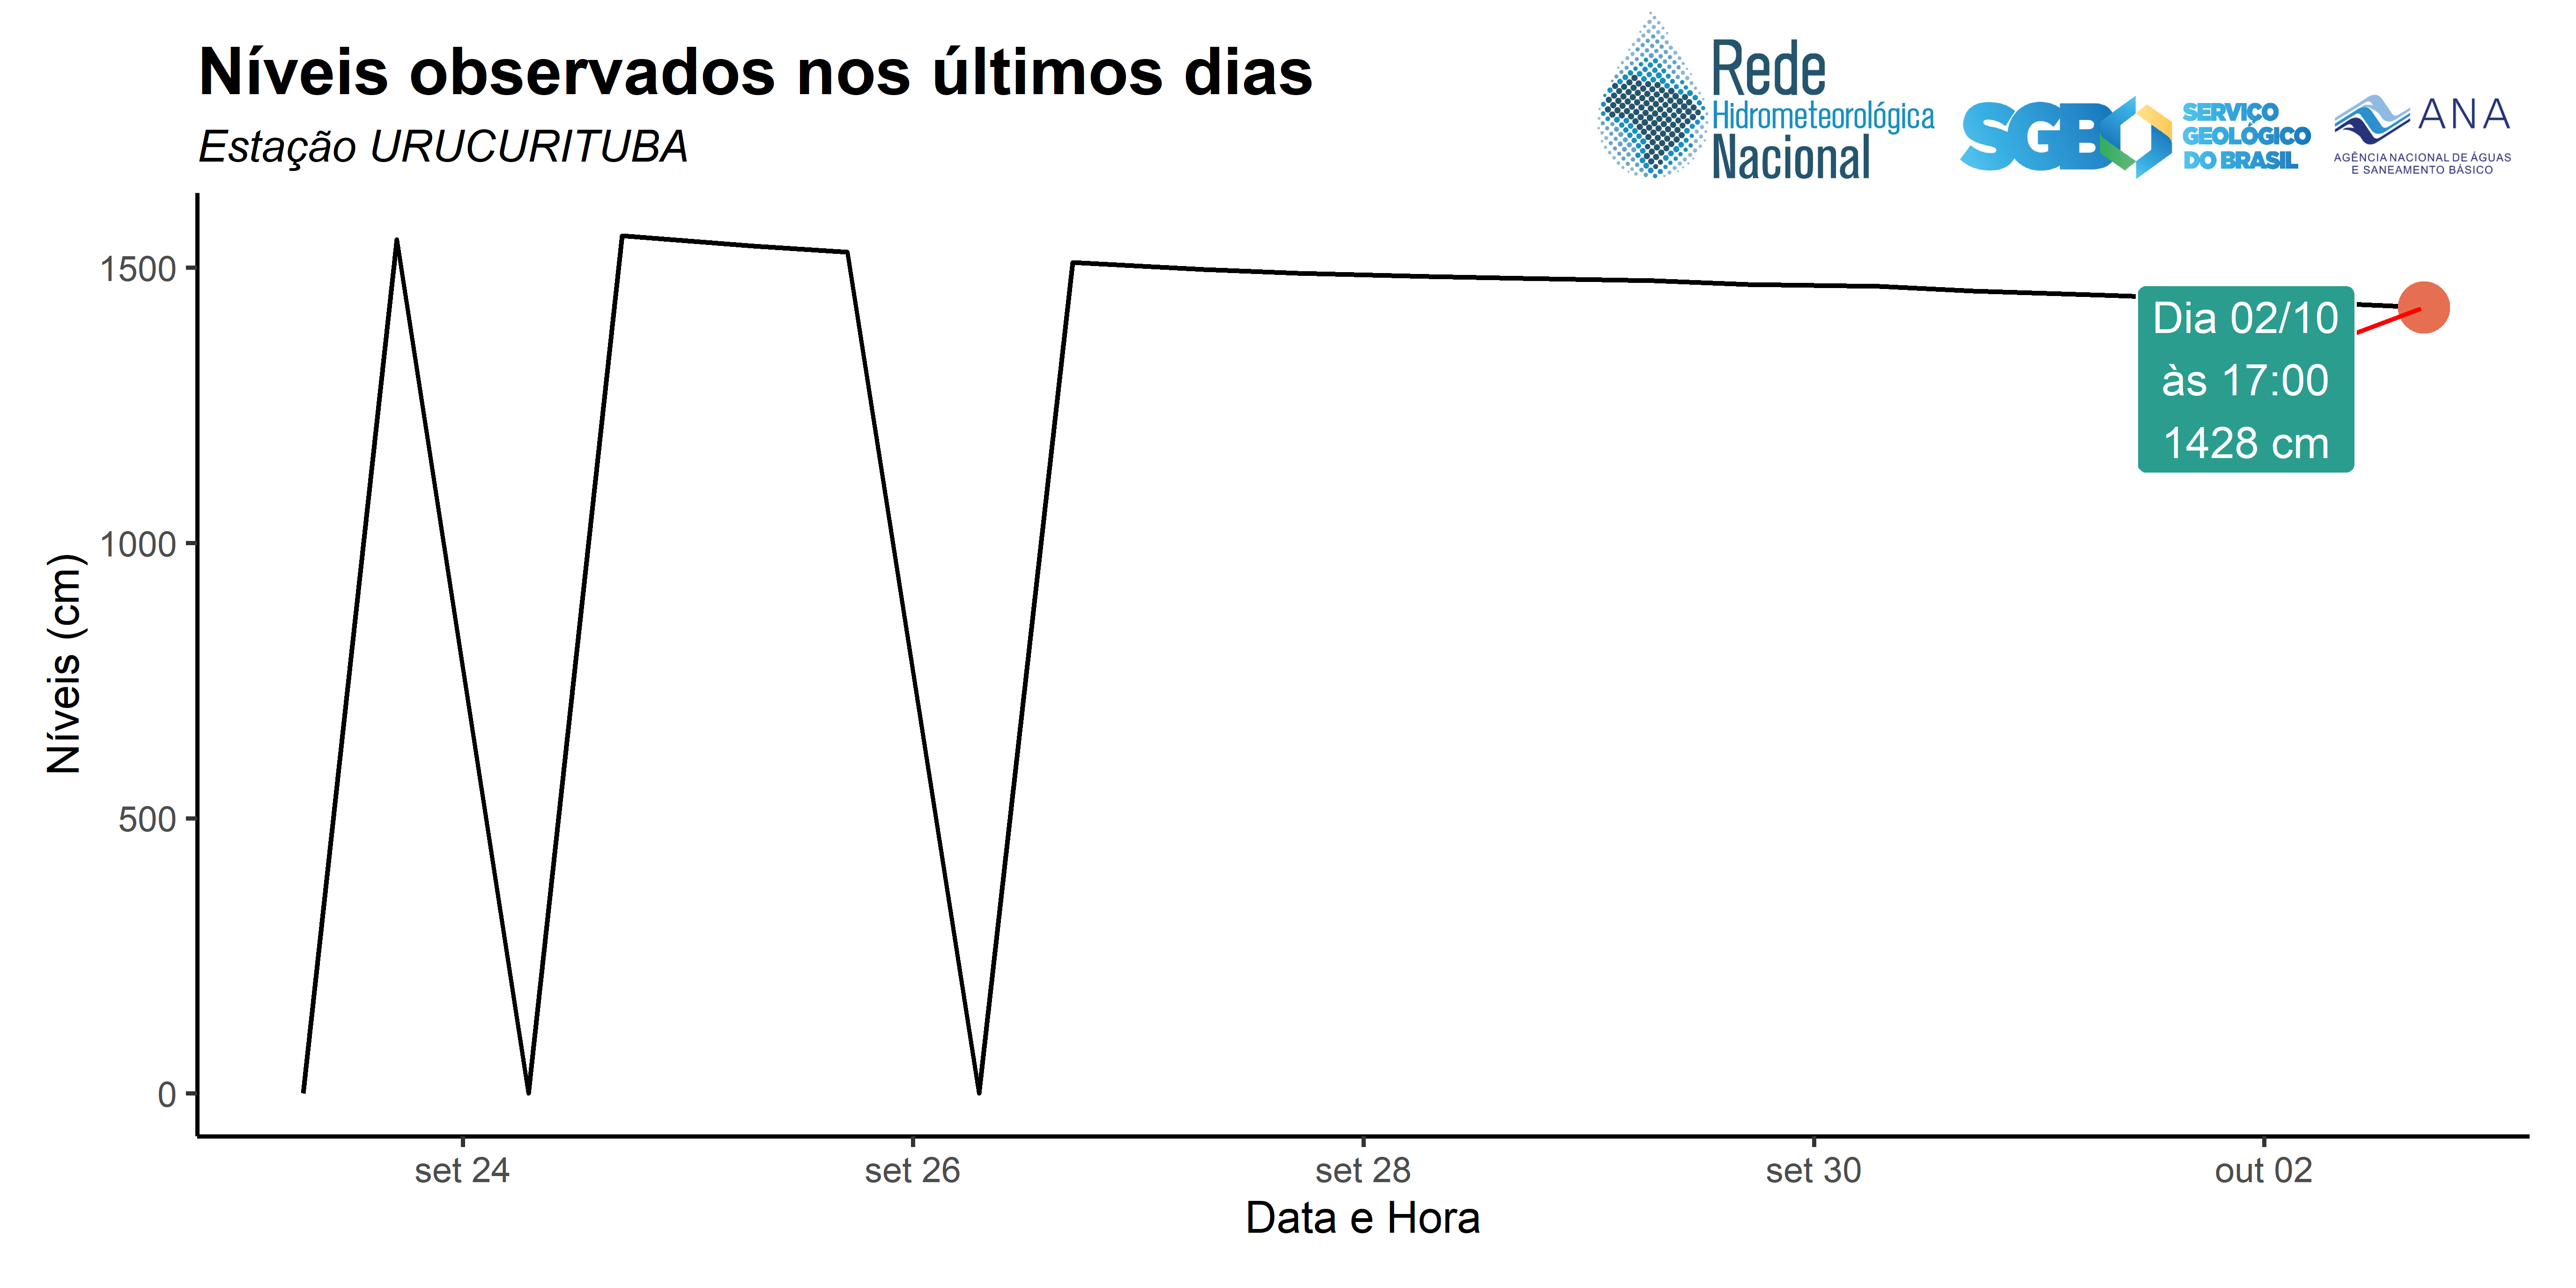 Níveis observados nos últimos dias
Estação URUCURITUBA
Rede
Hidrometeorológica
Nacional
SGB
SERVIÇO
GEOLÓGICO
DO BRASIL
ANA
AGÊNCIA NACIONAL DE ÁGUAS
E SANEAMENTO BÁSICO
Níveis (cm)
1500
1000
500
0
Dia 02/10
às 17:00
1428 cm
set 24
set 26
set 28
set 30
out 02
Data e Hora